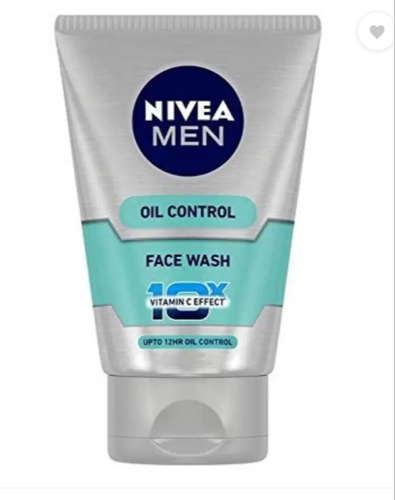 NIVEA
MEN
OIL CONTROL
FACE WASH
10X
VITAMIN C EFFECT
UPTO 12HR OIL CONTROL